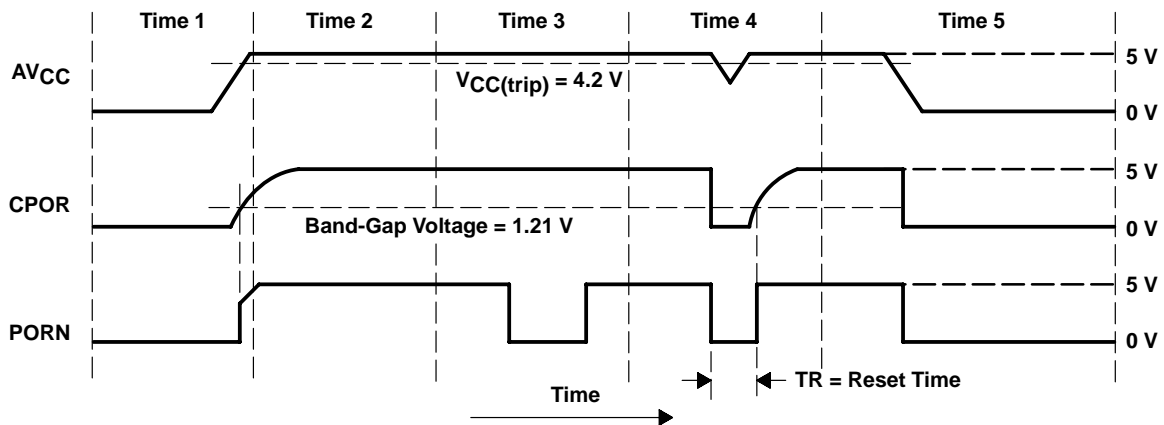 Time 1 Time 2 Time 3 Time 4 Time 5
AVCC
5 V
VCC(trip) = 4.2 V
0 V
5 V
CPOR
Band-Gap Voltage = 1.21 V
0 V
5 V
PORN
0 V
TR = Reset Time
Time